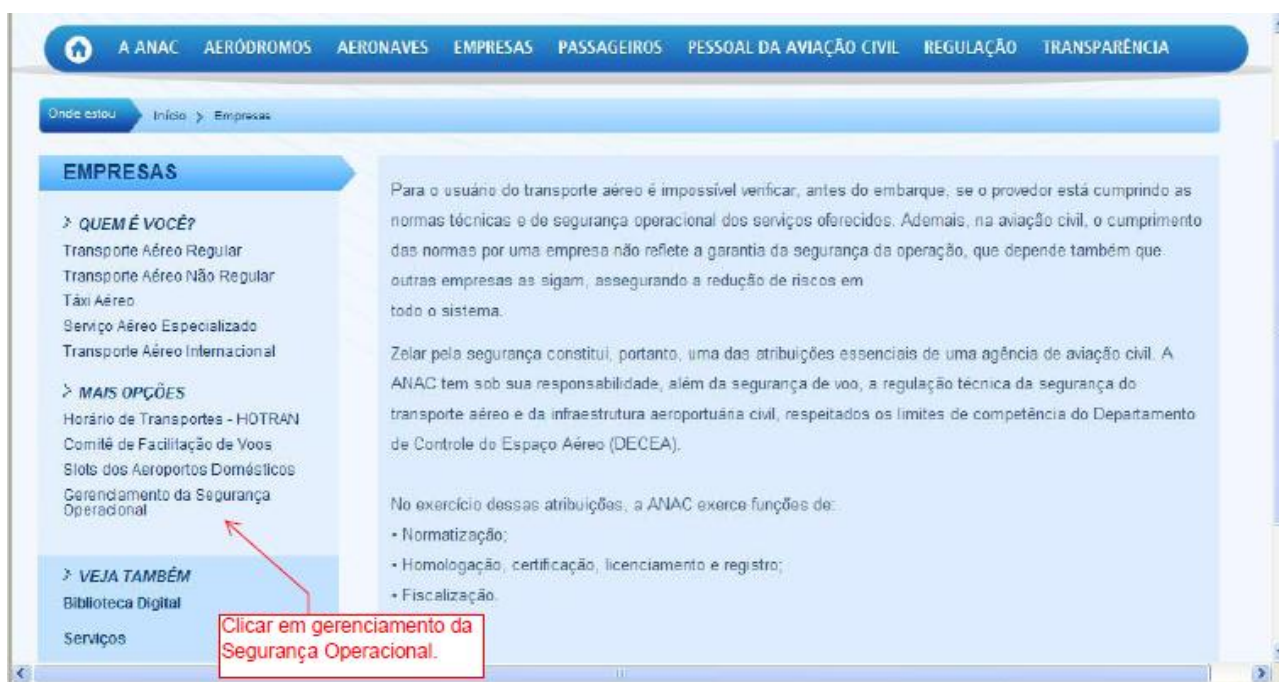 A ANAC AERÓDROMOS AERONAVES EMPRESAS PASSAGEIROS PESSOAL DA AVIAÇÃO CIVIL REGULAÇÃO TRANSPARÊNCIA
Onde estou Início > Empresas
EMPRESAS
> QUEM É VOCÊ?
Transporte Aéreo Regular
Transporte Aéreo Não Regular
Táxi Aéreo
Serviço Aéreo Especializado
Transporte Aéreo Internacional
> MAIS OPÇÕES
Horário de Transportes - HOTRAN
Comitê de Facilitação de Voos
Slots dos Aeroportos Domésticos
Gerenciamento da Segurança
Operacional
> VEJA TAMBÉM
Biblioteca Digital
Serviços
Para o usuário do transporte aéreo é impossível verificar, antes do embarque, se o provedor está cumprindo as
normas técnicas e de segurança operacional dos serviços oferecidos. Ademais, na aviação civil, o cumprimento
das normas por uma empresa não reflete a garantia da segurança da operação, que depende também que
outras empresas as sigam, assegurando a redução de riscos em
todo o sistema.
Zelar pela segurança constitui, portanto, uma das atribuições essenciais de uma agência de aviação civil. A
ANAC tem sob sua responsabilidade, além da segurança de voo, a regulação técnica da segurança do
transporte aéreo e da infraestrutura aeroportuária civil, respeitados os limites de competência do Departamento
de Controle do Espaço Aéreo (DECEA).
No exercício dessas atribuições, a ANAC exerce funções de:
• Normatização;
• Homologação, certificação, licenciamento e registro;
• Fiscalização.
Clicar em gerenciamento da
Segurança Operacional.